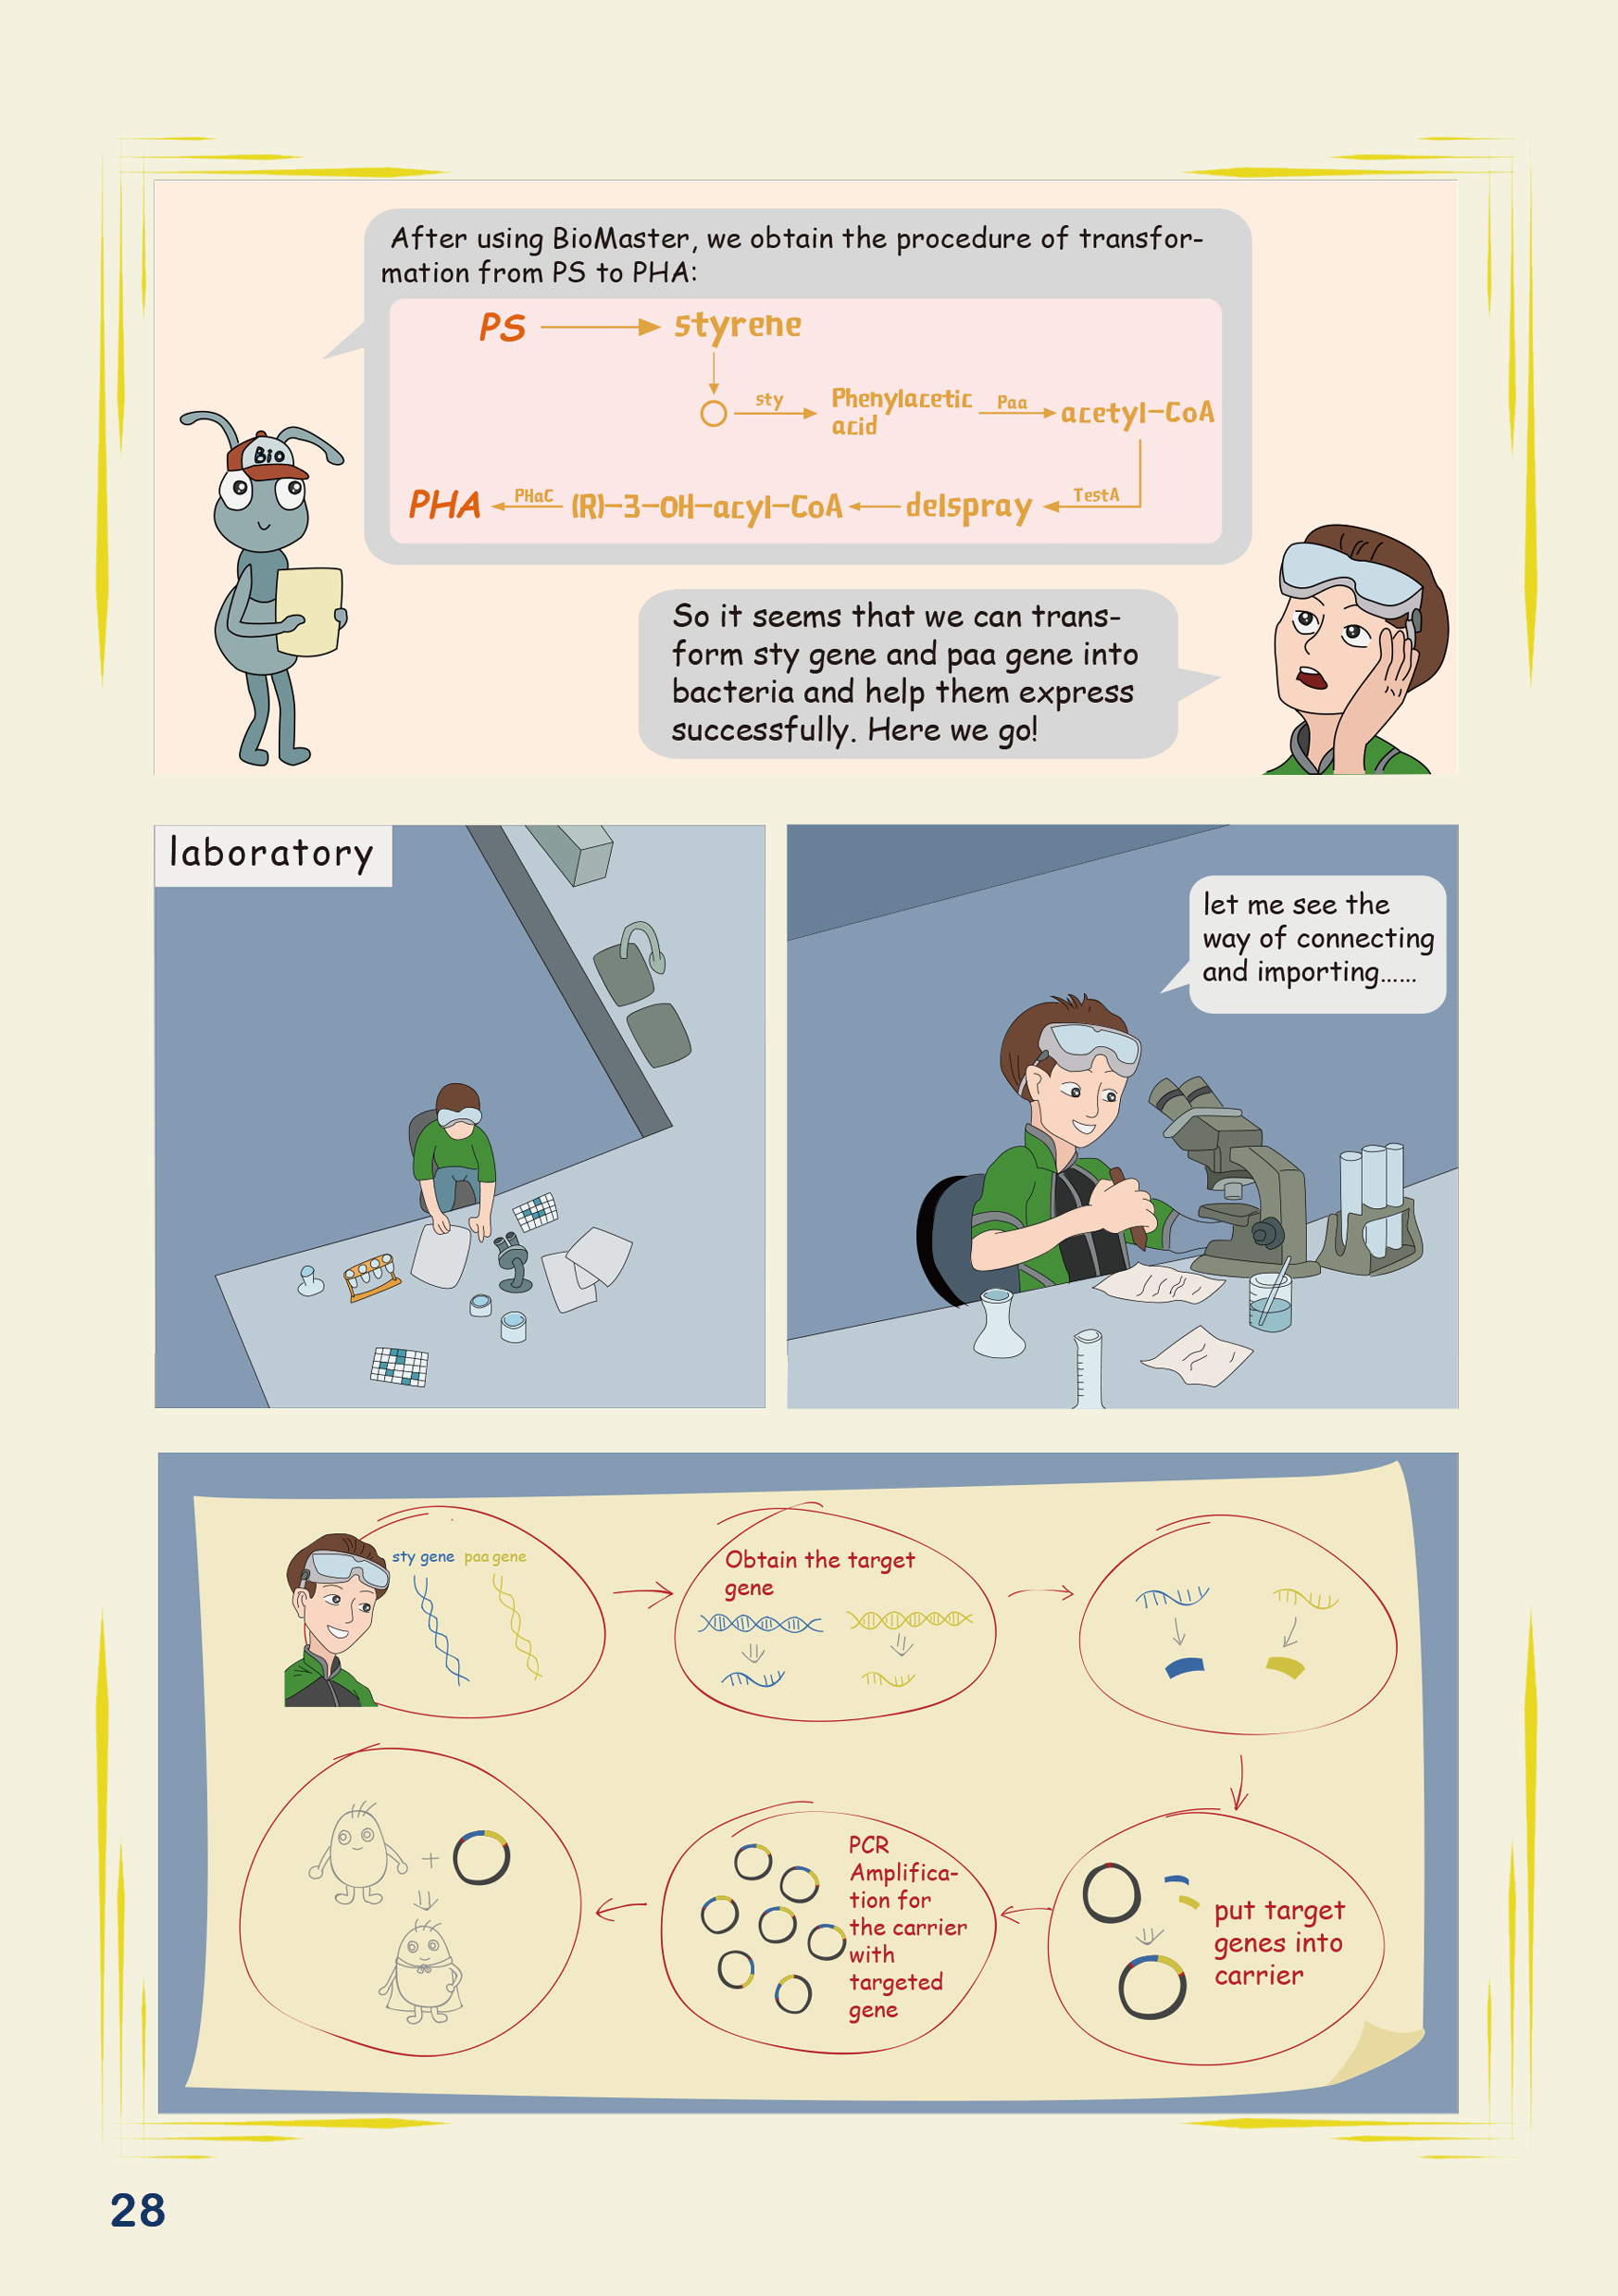 After using BioMaster, we obtain the procedure of transfor-
mation from PS to PHA:
PS
styrene
sty
Phenylacetic
acid
Paa
acetyl-CoA
PHA
PHaC
(R)-3-OH-acyl-CoA
delspray
TestA
Bio
So it seems that we can trans-
form sty gene and paa gene into
bacteria and help them express
successfully. Here we go!
laboratory
let me see the
way of connecting
and importing......
sty gene
paa gene
Obtain the target
gene
PCR
Amplifica-
tion for
the carrier
with
targeted
gene
put target
genes into
carrier
28